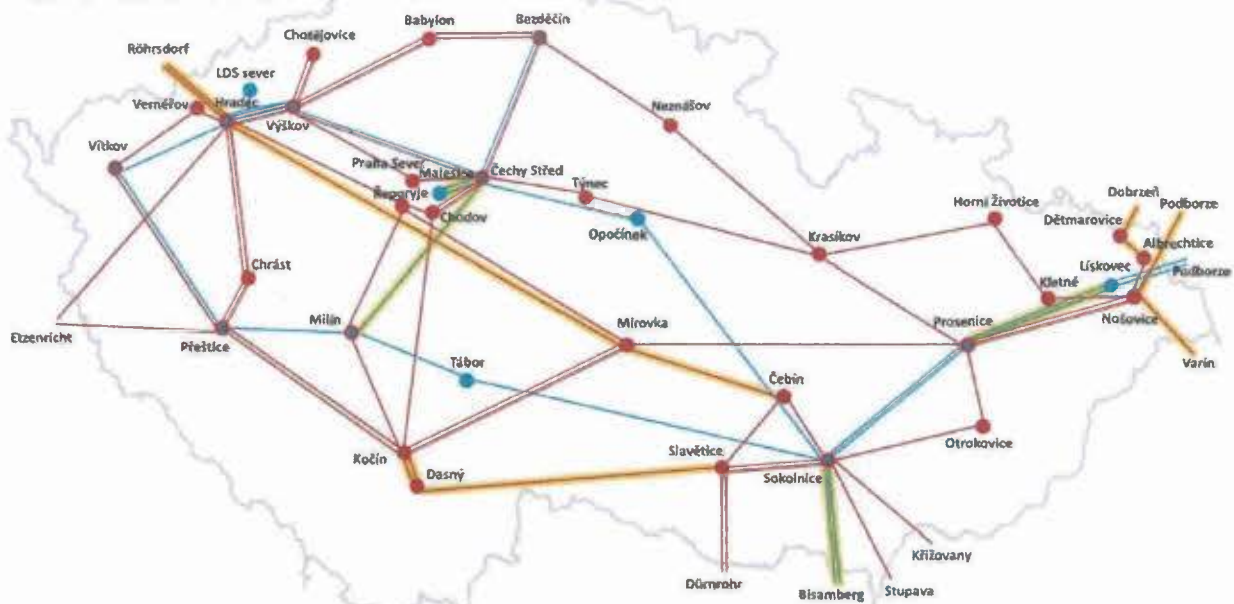 Röhrsdorf
Chotějovice
Babylon
Bezděčín
LDS sever
Vernéřov
Hradec
Výškov
Neznášov
Vítkov
Praha Sever
Malešice
Čechy Střed
Řeporyje
Chodov
Týnec
Opočínek
Horní Životice
Dobrzeń
Dětmarovice
Podborze
Albrechtice
Lískovec
Podborze
Krasíkov
Kletné
Nošovice
Chrást
Etzenricht
Přeštice
Milín
Mírovka
Prosenice
Varín
Tábor
Čebín
Otrokovice
Kočín
Dasný
Slavětice
Sokolnice
Křižovany
Dürnrohr
Bisamberg
Stupava